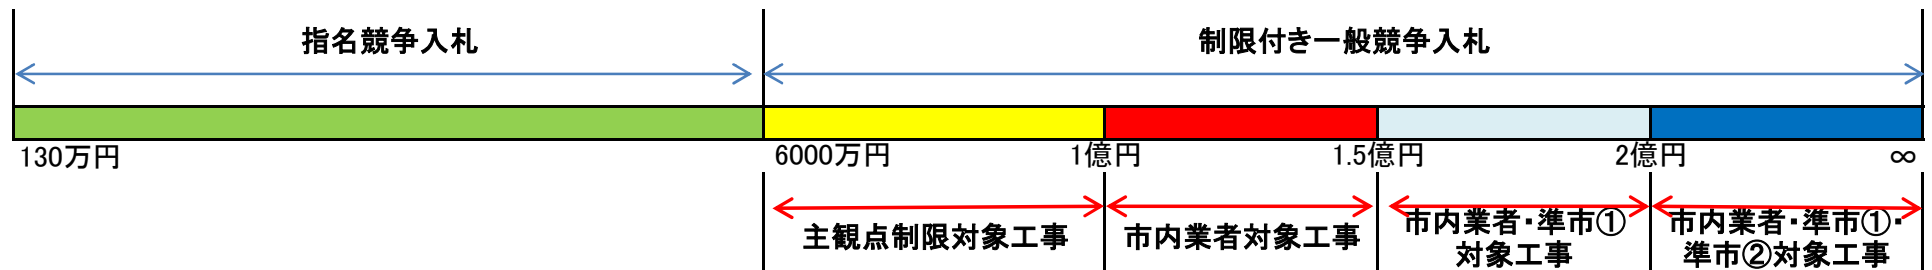 指名競争入札
制限付き一般競争入札
130万円
6000万円
1億円
1.5億円
2億円
∞
主観点制限対象工事
市内業者対象工事
市内業者・準市①
対象工事
市内業者・準市①・
準市②対象工事